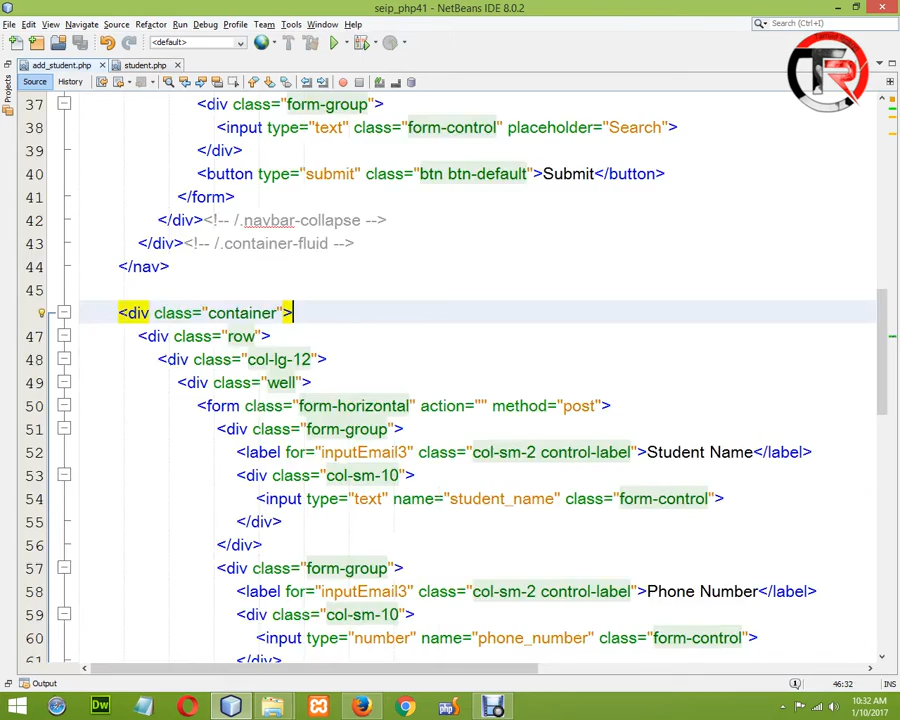 seip_php41 - NetBeans IDE 8.0.2
File Edit View Navigate Source Refactor Run Debug Profile Team Tools Window Help
Search (Ctrl+I)
<default>
add_student.php student.php
Source History
Projects
TR
37 <div class="form-group">
38 <input type="text" class="form-control" placeholder="Search">
39 </div>
40 <button type="submit" class="btn btn-default">Submit</button>
41 </form>
42 </div><!-- /.navbar-collapse -->
43 </div><!-- /.container-fluid -->
44 </nav>
45
<div class="container">
47 <div class="row">
48 <div class="col-lg-12">
49 <div class="well">
50 <form class="form-horizontal" action="" method="post">
51 <div class="form-group">
52 <label for="inputEmail3" class="col-sm-2 control-label">Student Name</label>
53 <div class="col-sm-10">
54 <input type="text" name="student_name" class="form-control">
55 </div>
56 </div>
57 <div class="form-group">
58 <label for="inputEmail3" class="col-sm-2 control-label">Phone Number</label>
59 <div class="col-sm-10">
60 <input type="number" name="phone_number" class="form-control">
61 </div>
Output
46:32 INS
Dw
php
10:32 AM
1/10/2017